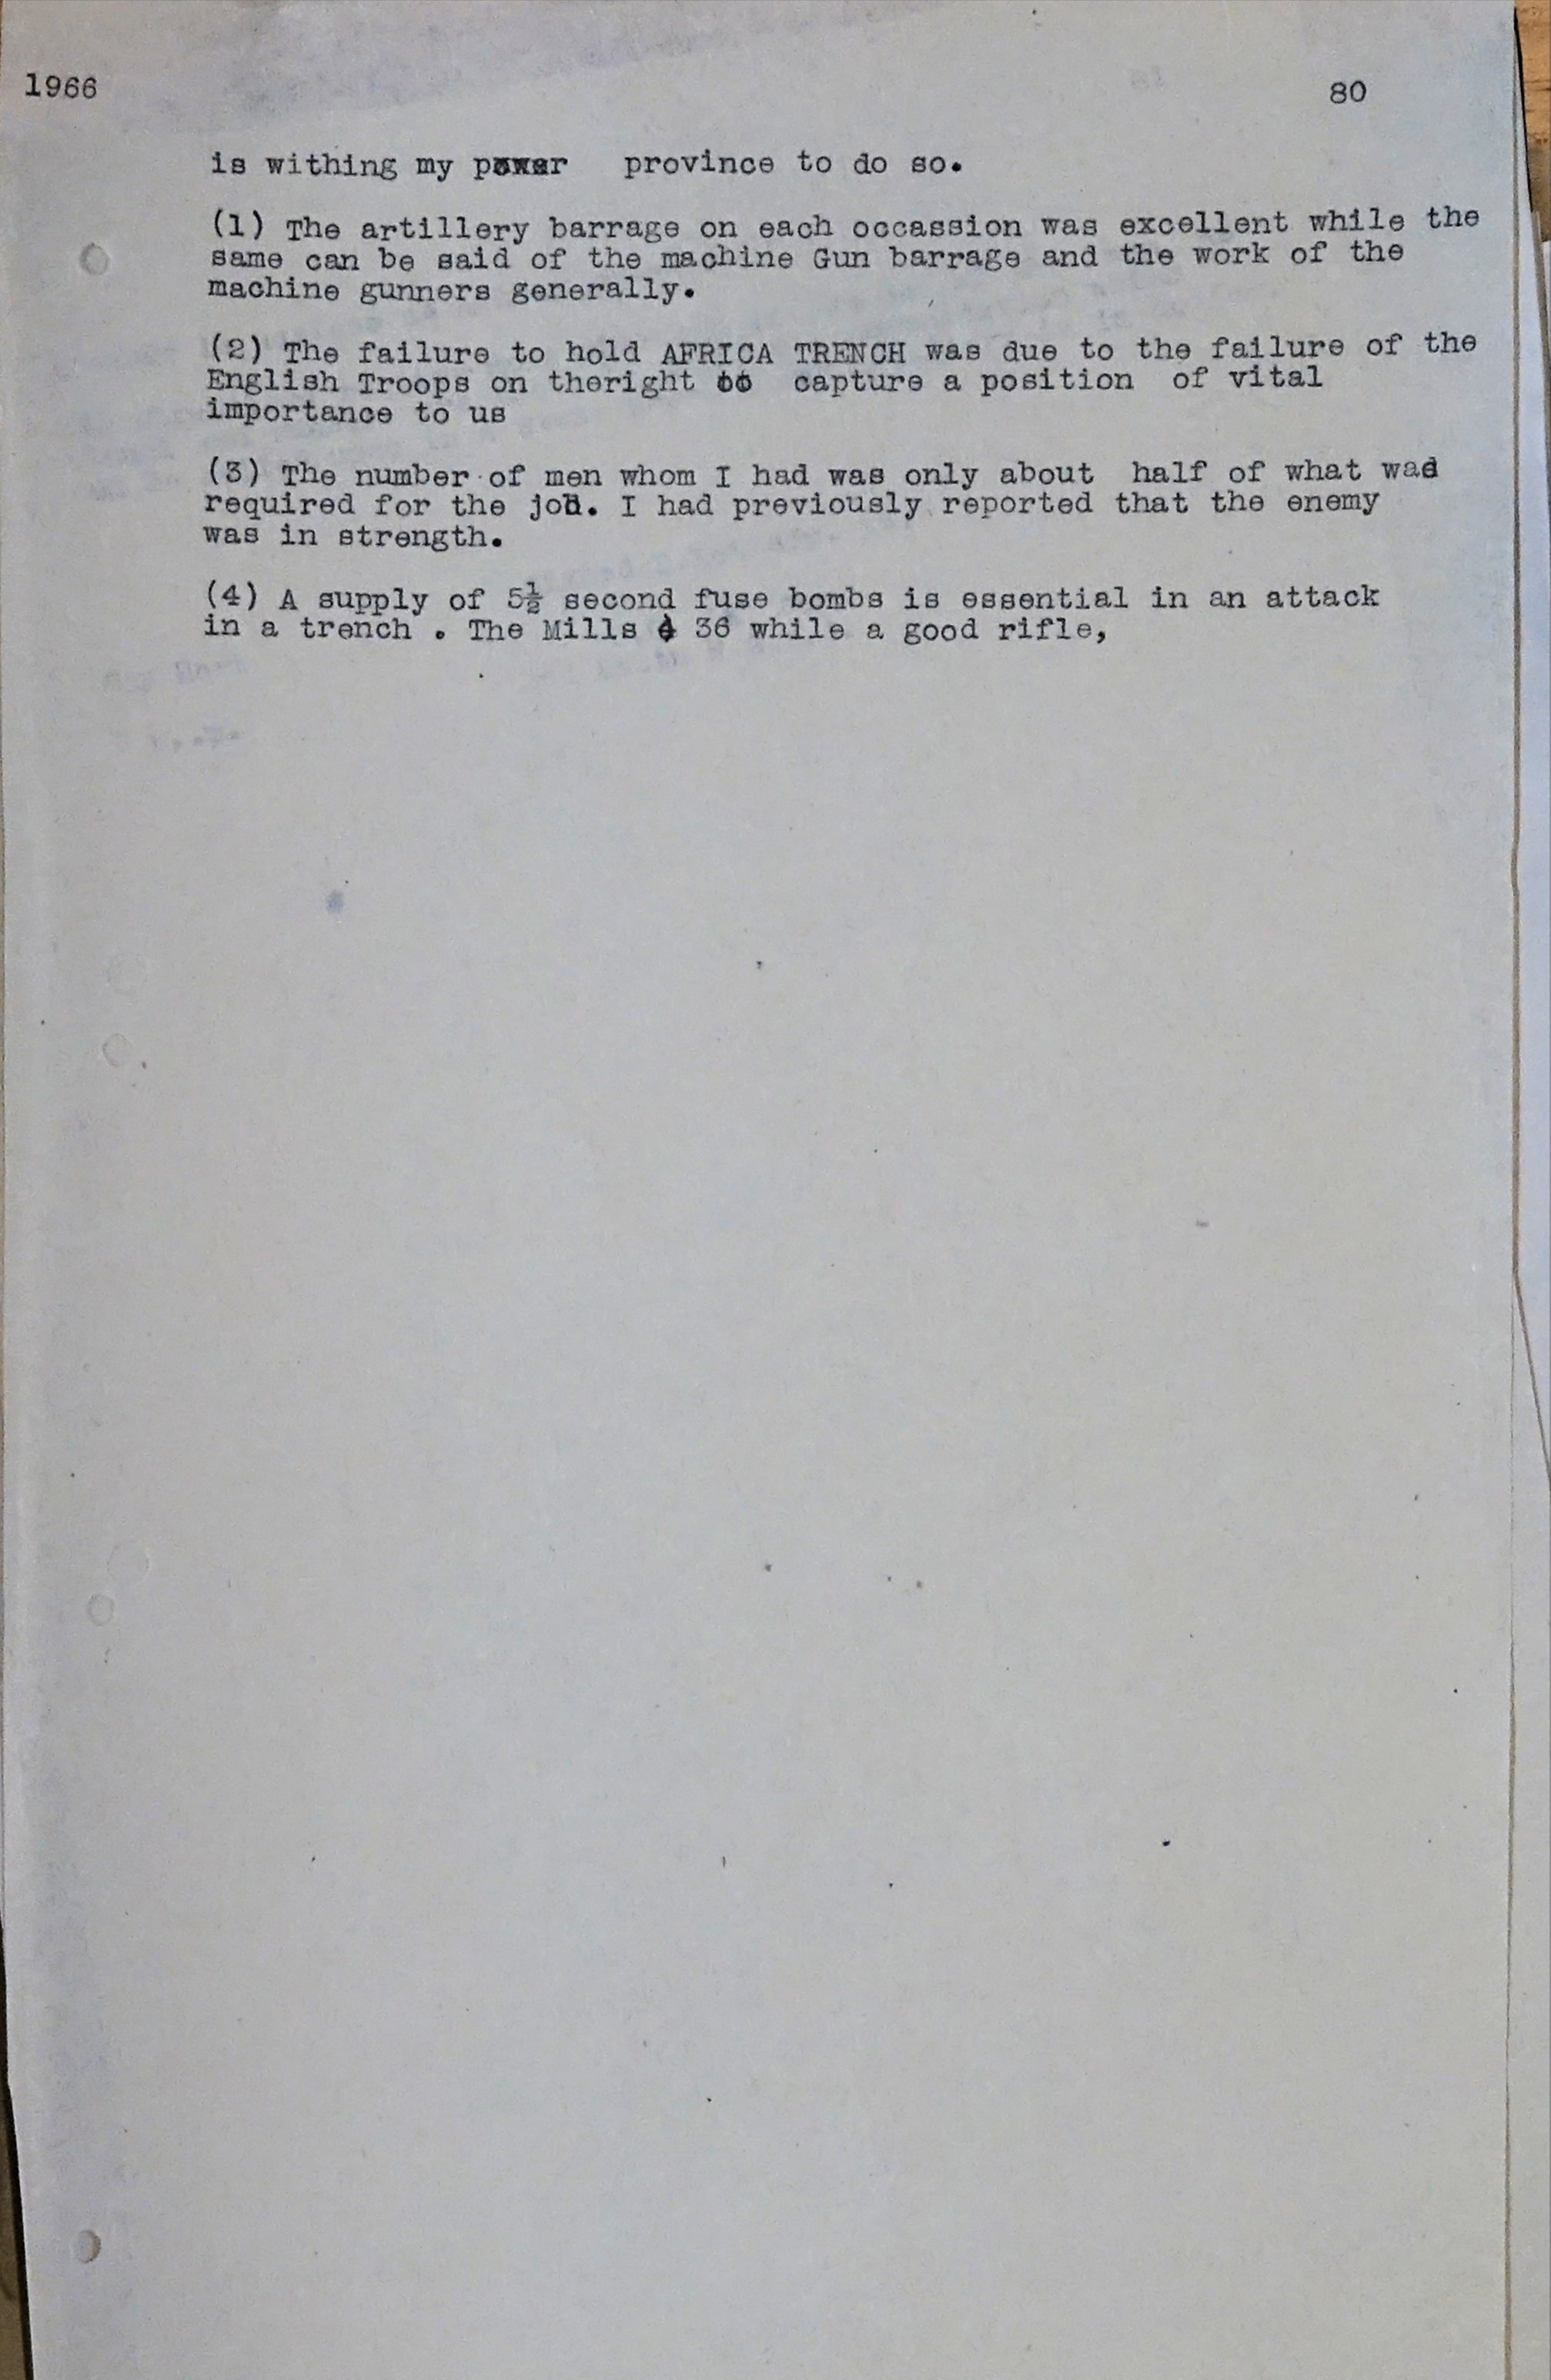 1966
80
is withing my power province to do so.
(1) The artillery barrage on each occassion was excellent while the
same can be said of the machine Gun barrage and the work of the
machine gunners generally.
(2) The failure to hold AFRICA TRENCH was due to the failure of the
English Troops on theright to capture a position of vital
importance to us
(3) The number of men whom I had was only about half of what was
required for the job. I had previously reported that the enemy
was in strength.
(4) A supply of 5½ second fuse bombs is essential in an attack
in a trench . The Mills 36 while a good rifle,